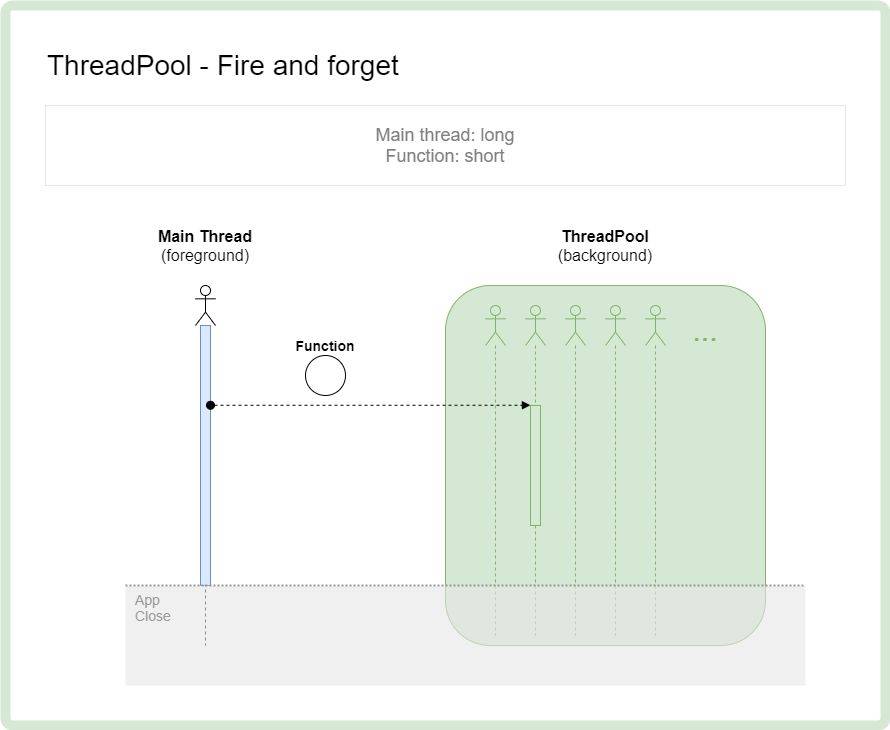 ThreadPool - Fire and forget
Main thread: long
Function: short
Main Thread
(foreground)
ThreadPool
(background)
Function
...
App
Close